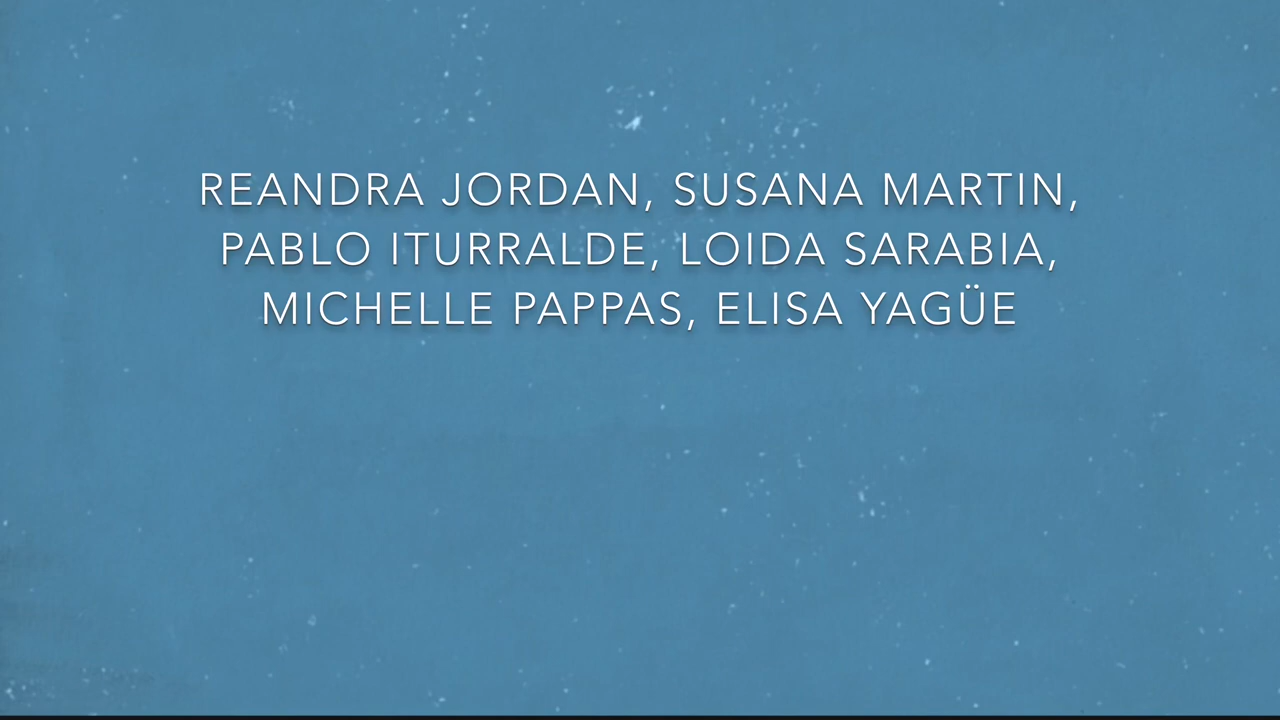 REANDRA JORDAN, SUSANA MARTIN,
PABLO ITURRALDE, LOIDA SARABIA,
MICHELLE PAPPAS, ELISA YAGÜE